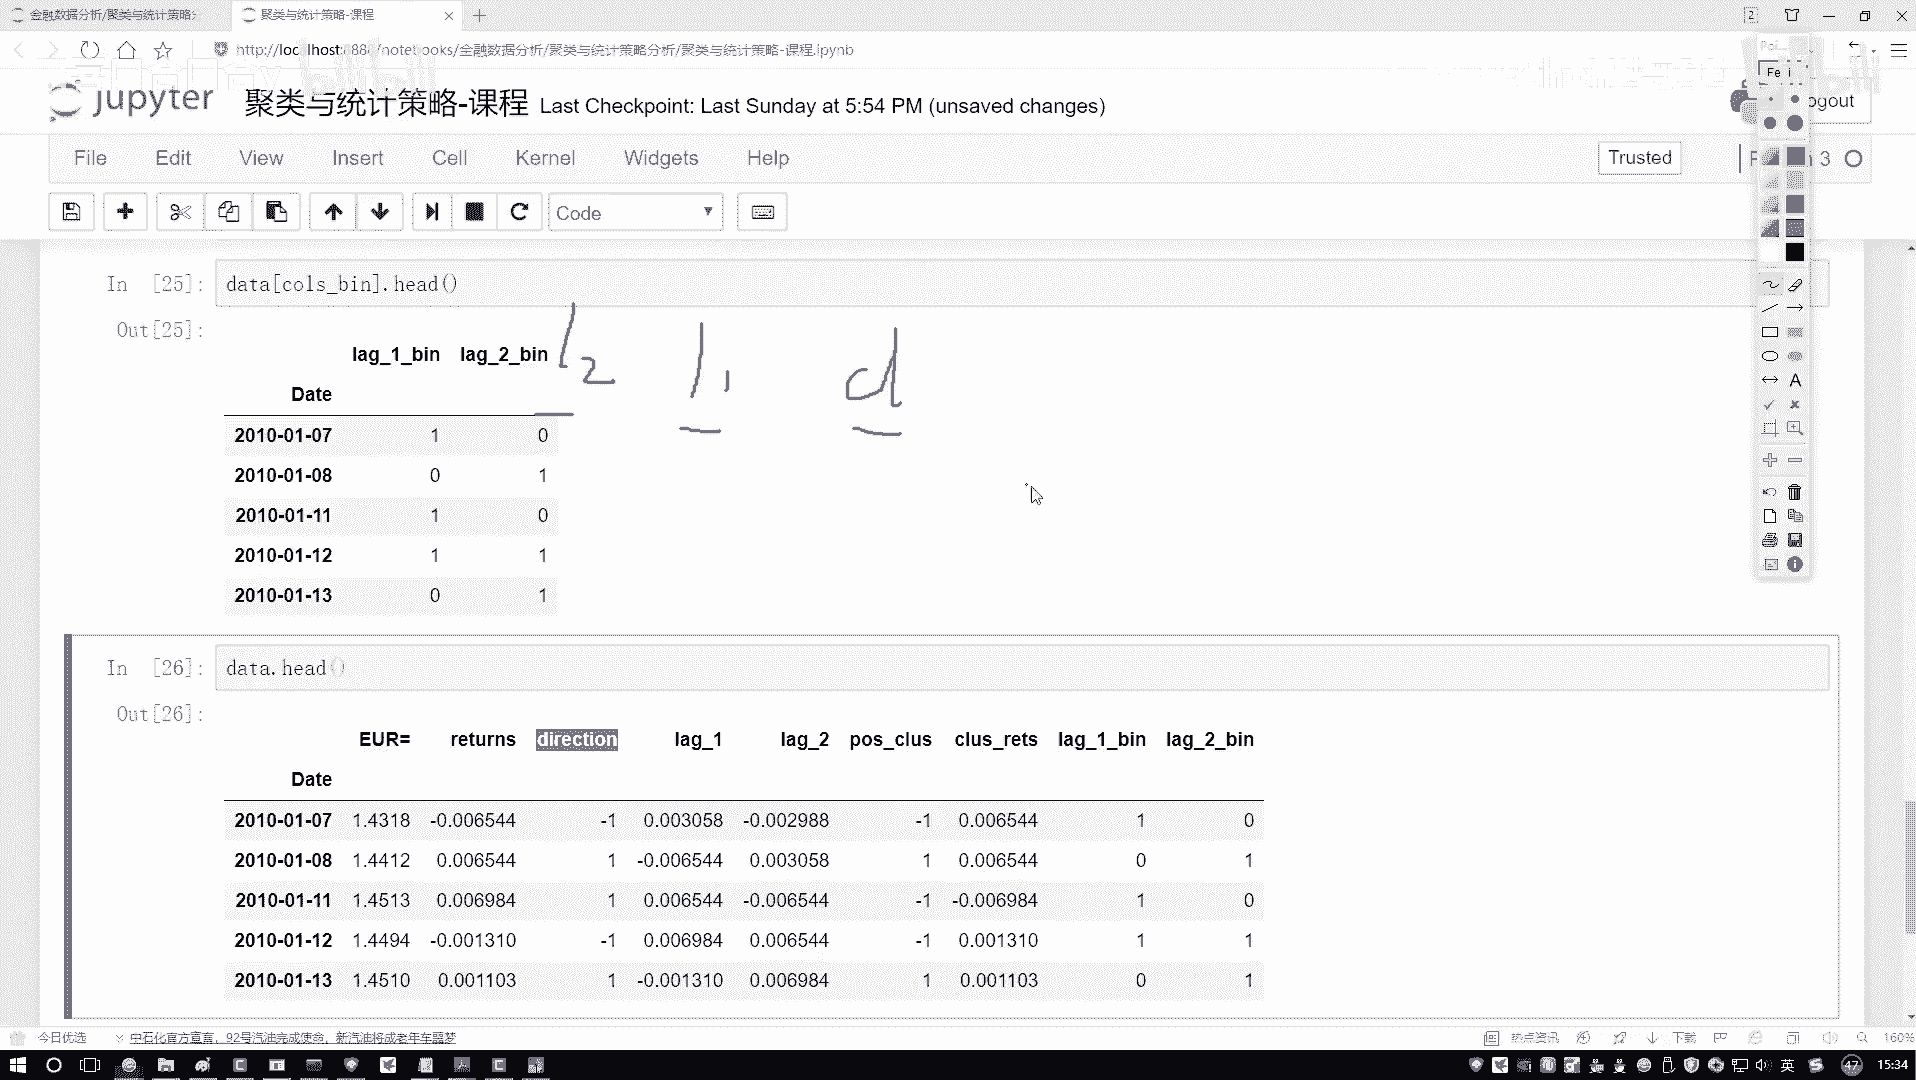 金融数据分析/聚类与统计策略分
聚类与统计策略-课程
2
http://localhost:888/notebooks/金融数据分析/聚类与统计策略分析/聚类与统计策略-课程.ipynb
bilibili
jupyter 聚类与统计策略-课程 Last Checkpoint: Last Sunday at 5:54 PM (unsaved changes) ogout
File Edit View Insert Cell Kernel Widgets Help Trusted 3
Code
In [25]: data[cols_bin].head()
Out[25]:
lag_1_bin lag_2_bin
l2 l1 d
Date
2010-01-07 1 0
2010-01-08 0 1
2010-01-11 1 0
2010-01-12 1 1
2010-01-13 0 1
In [26]: data.head()
Out[26]:
EUR= returns direction lag_1 lag_2 pos_clus clus_rets lag_1_bin lag_2_bin
Date
2010-01-07 1.4318 -0.006544 -1 0.003058 -0.002988 -1 0.006544 1 0
2010-01-08 1.4412 0.006544 1 -0.006544 0.003058 1 0.006544 0 1
2010-01-11 1.4513 0.006984 1 0.006544 -0.006544 -1 -0.006984 1 0
2010-01-12 1.4494 -0.001310 -1 0.006984 0.006544 -1 0.001310 1 1
2010-01-13 1.4510 0.001103 1 -0.001310 0.006984 1 0.001103 0 1
今日优选 中石化官方宣言，92号汽油完成使命，新汽油将成老年车噩梦 热点资讯 下载 160%
英 47 15:34